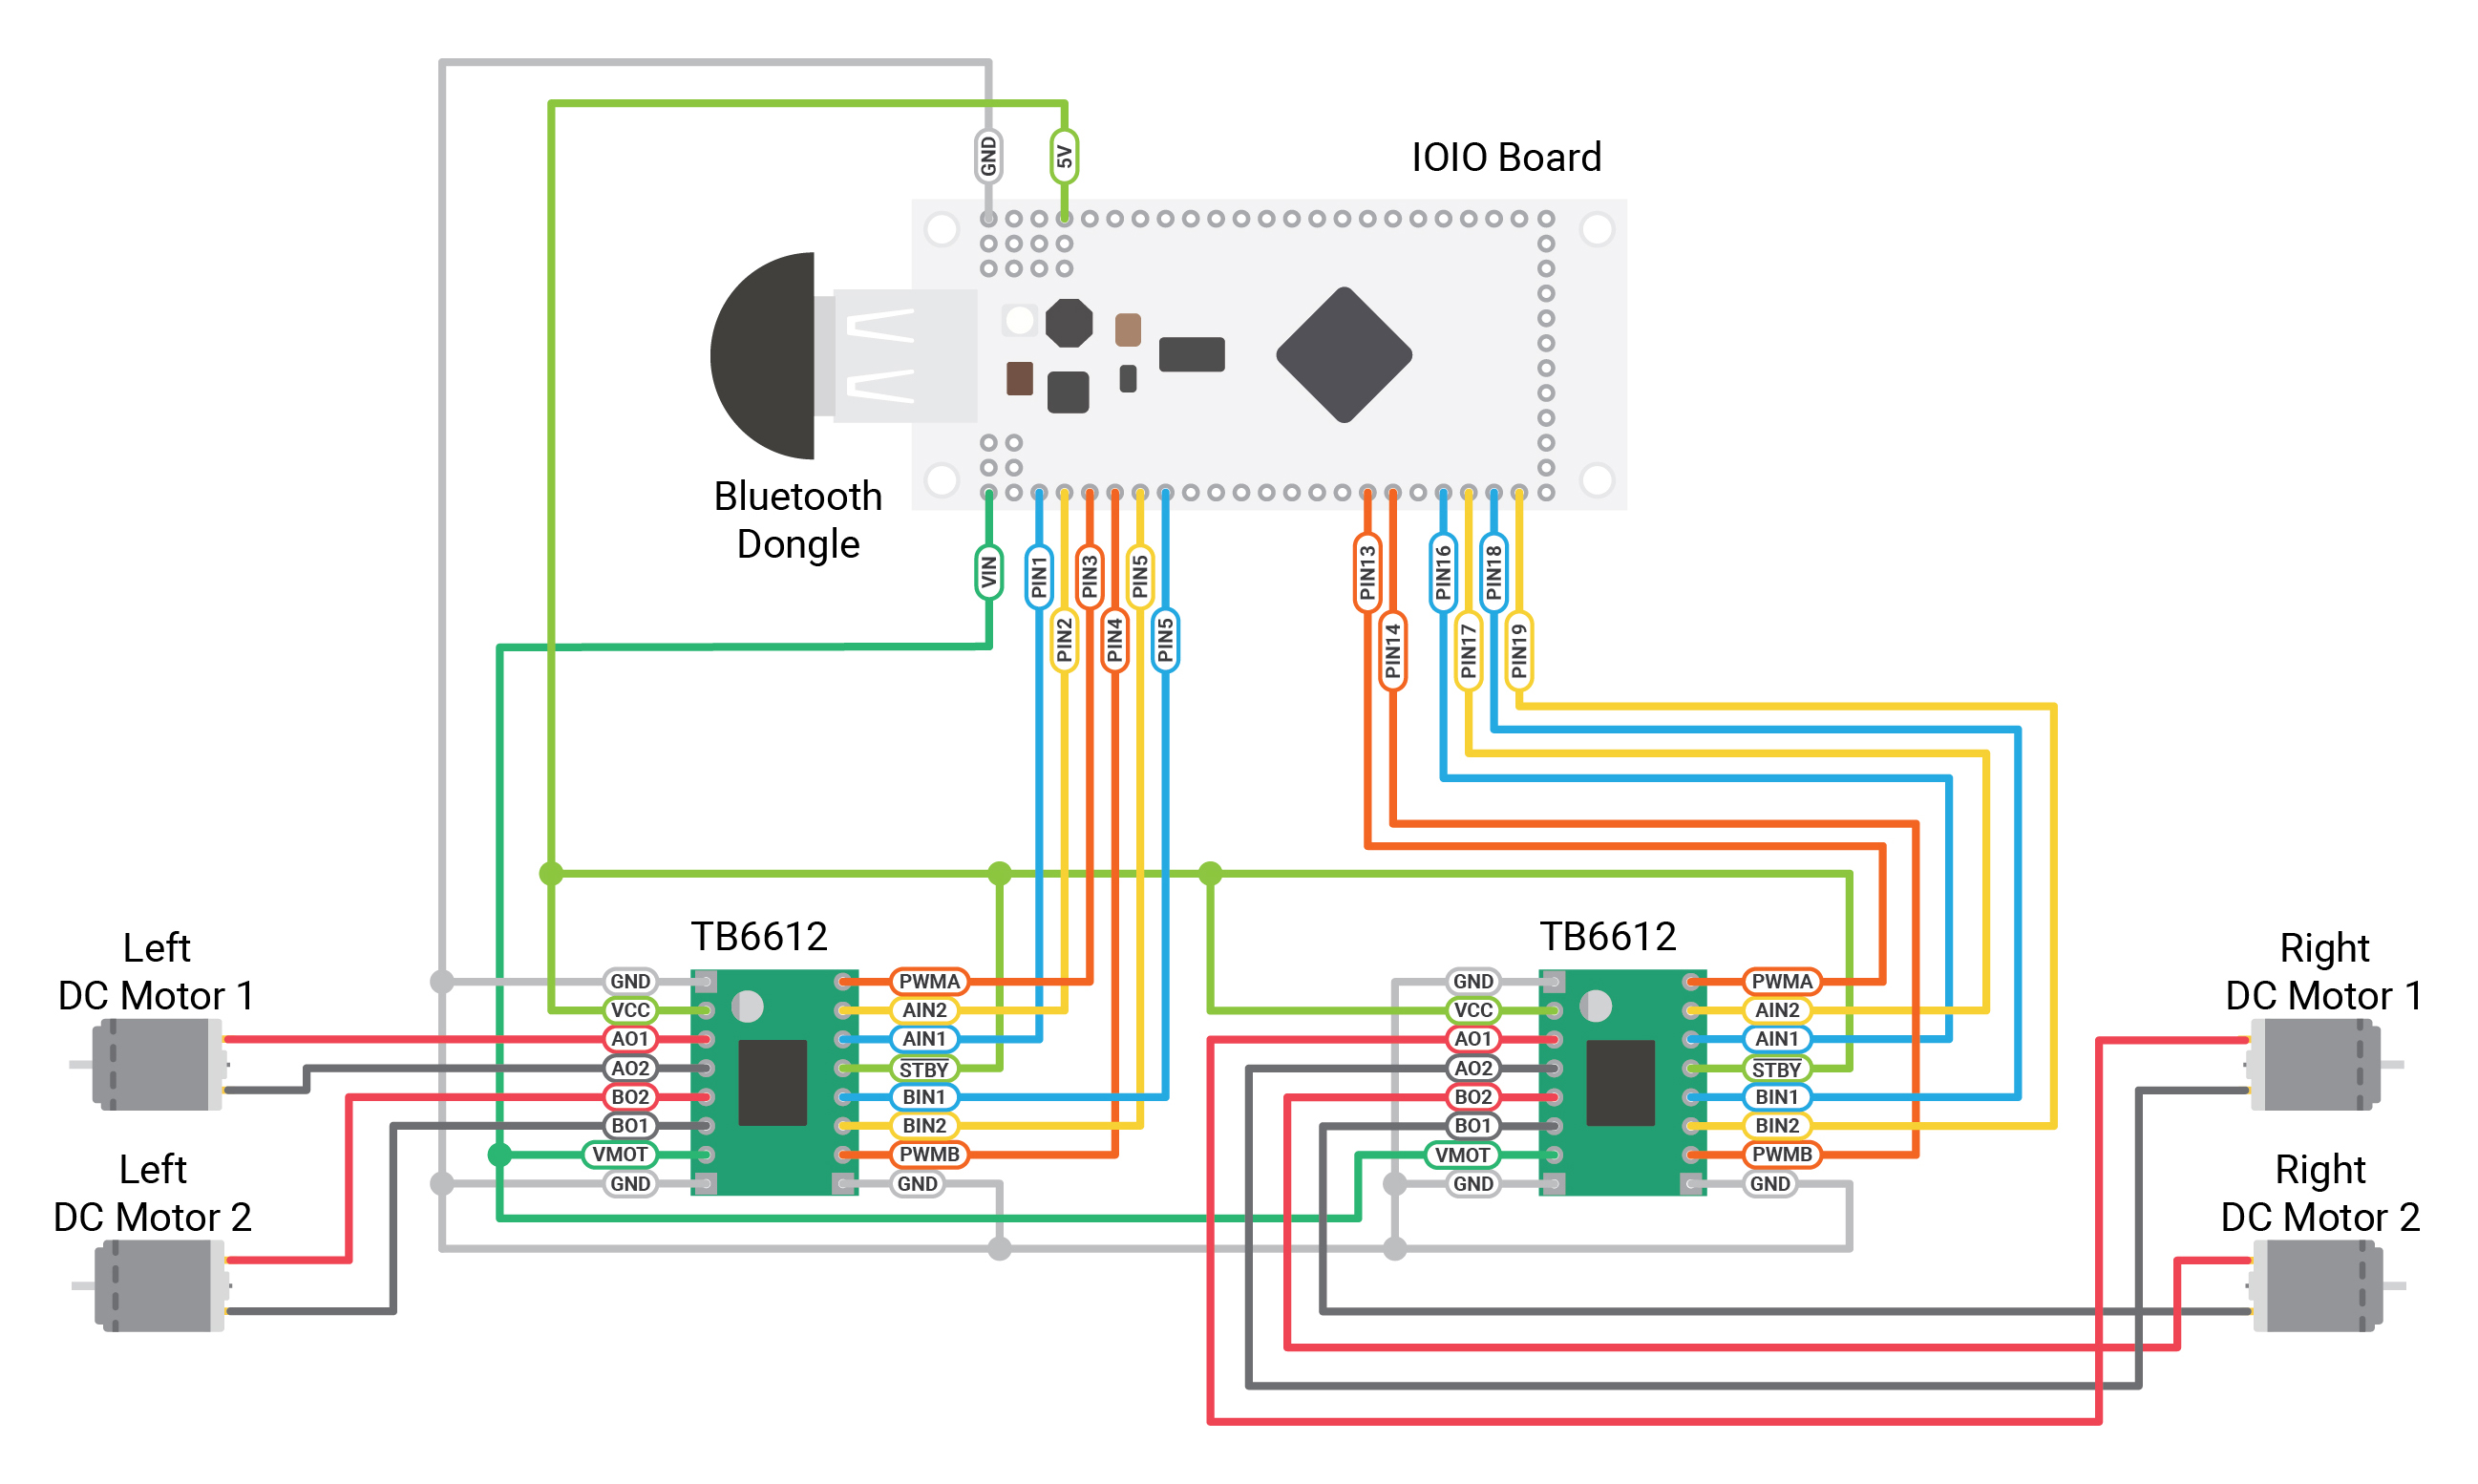 GND
5V
IOIO Board
Bluetooth
Dongle
VIN
PIN1
PIN2
PIN3
PIN4
PIN5
PIN5
PIN13
PIN14
PIN16
PIN17
PIN18
PIN19
TB6612
TB6612
Left
DC Motor 1
Left
DC Motor 2
GND
VCC
AO1
AO2
BO2
BO1
VMOT
GND
PWMA
AIN2
AIN1
STBY
BIN1
BIN2
PWMB
GND
GND
VCC
AO1
AO2
BO2
BO1
VMOT
GND
PWMA
AIN2
AIN1
STBY
BIN1
BIN2
PWMB
GND
Right
DC Motor 1
Right
DC Motor 2